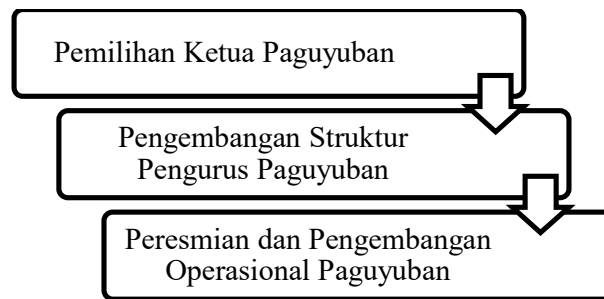 Pemilihan Ketua Paguyuban
Pengembangan Struktur
Pengurus Paguyuban
Peresmian dan Pengembangan
Operasional Paguyuban